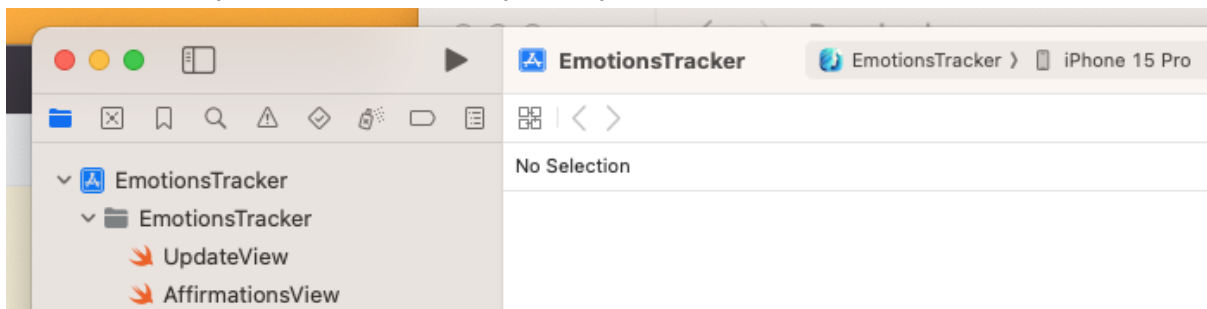 EmotionsTracker
EmotionsTracker
iPhone 15 Pro
No Selection
EmotionsTracker
EmotionsTracker
UpdateView
AffirmationsView